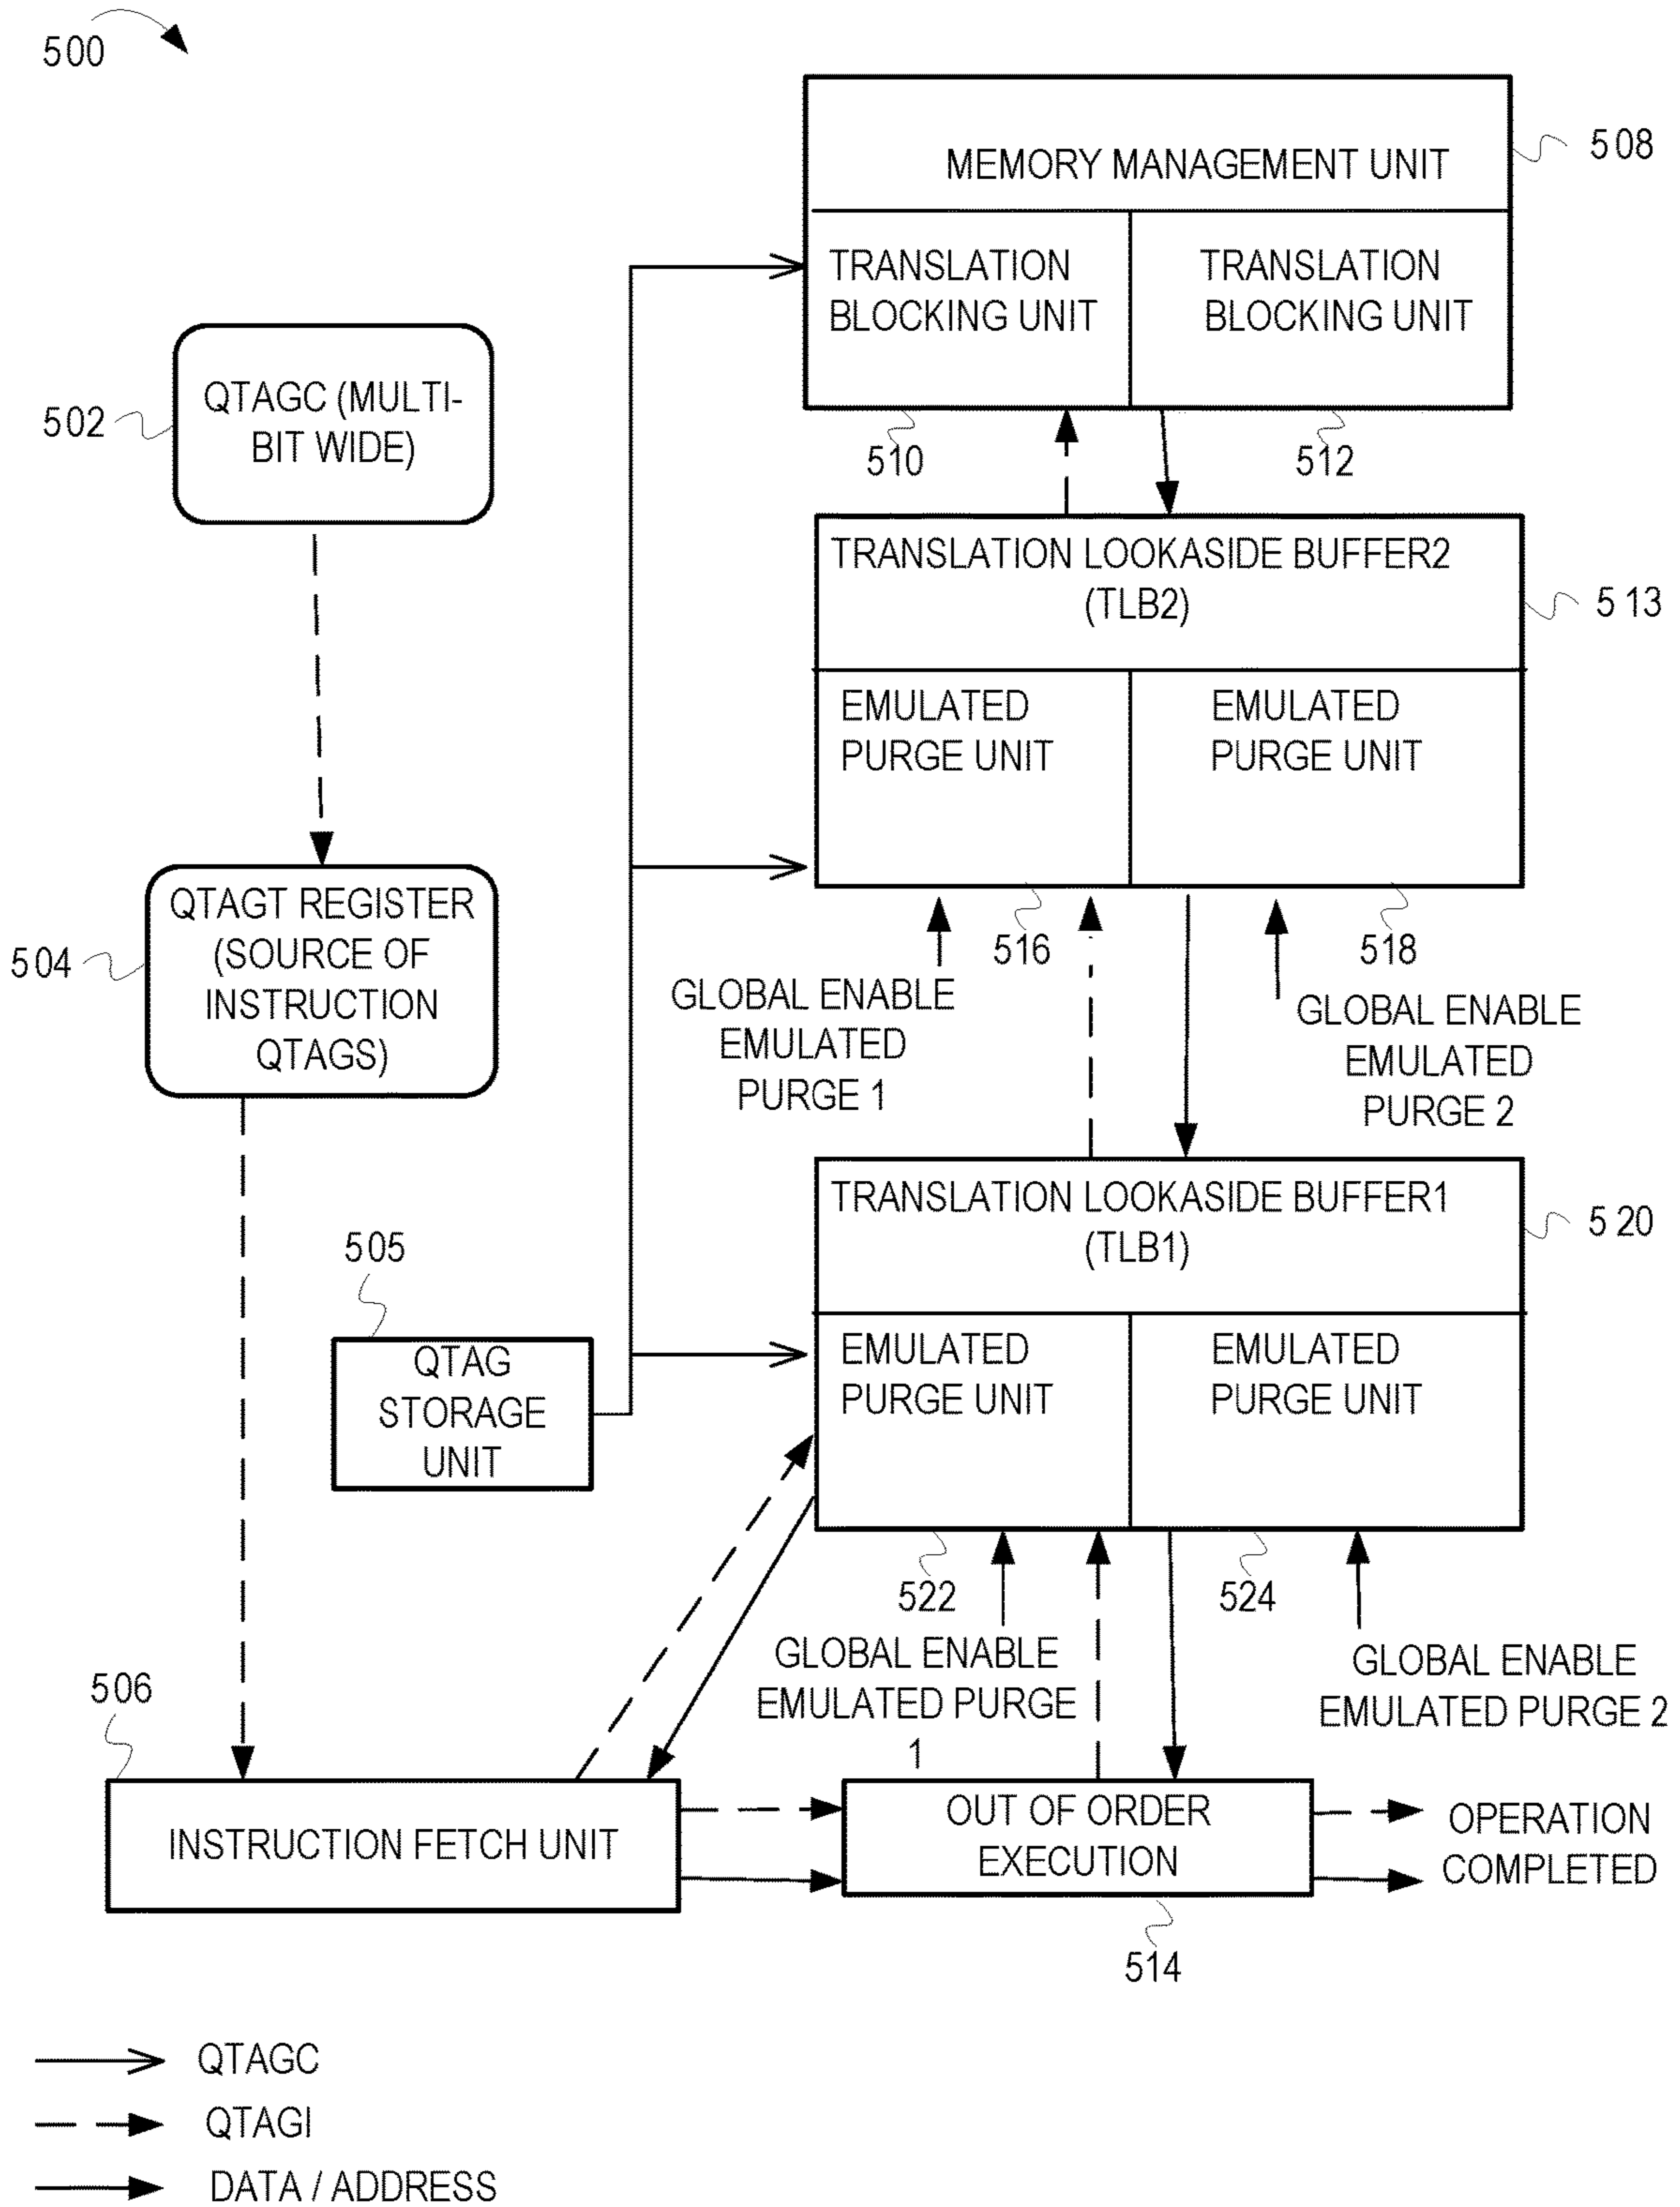 500
MEMORY MANAGEMENT UNIT
508
TRANSLATION
BLOCKING UNIT
TRANSLATION
BLOCKING UNIT
510
512
QTAGC (MULTI-
BIT WIDE)
502
TRANSLATION LOOKASIDE BUFFER2
(TLB2)
513
EMULATED
PURGE UNIT
EMULATED
PURGE UNIT
516
518
QTAGT REGISTER
(SOURCE OF
INSTRUCTION
QTAGS)
504
GLOBAL ENABLE
EMULATED
PURGE 1
GLOBAL ENABLE
EMULATED
PURGE 2
TRANSLATION LOOKASIDE BUFFER1
(TLB1)
520
505
QTAG
STORAGE
UNIT
EMULATED
PURGE UNIT
EMULATED
PURGE UNIT
522
524
GLOBAL ENABLE
EMULATED PURGE
1
GLOBAL ENABLE
EMULATED PURGE 2
506
INSTRUCTION FETCH UNIT
OUT OF ORDER
EXECUTION
OPERATION
COMPLETED
514
QTAGC
QTAGI
DATA / ADDRESS